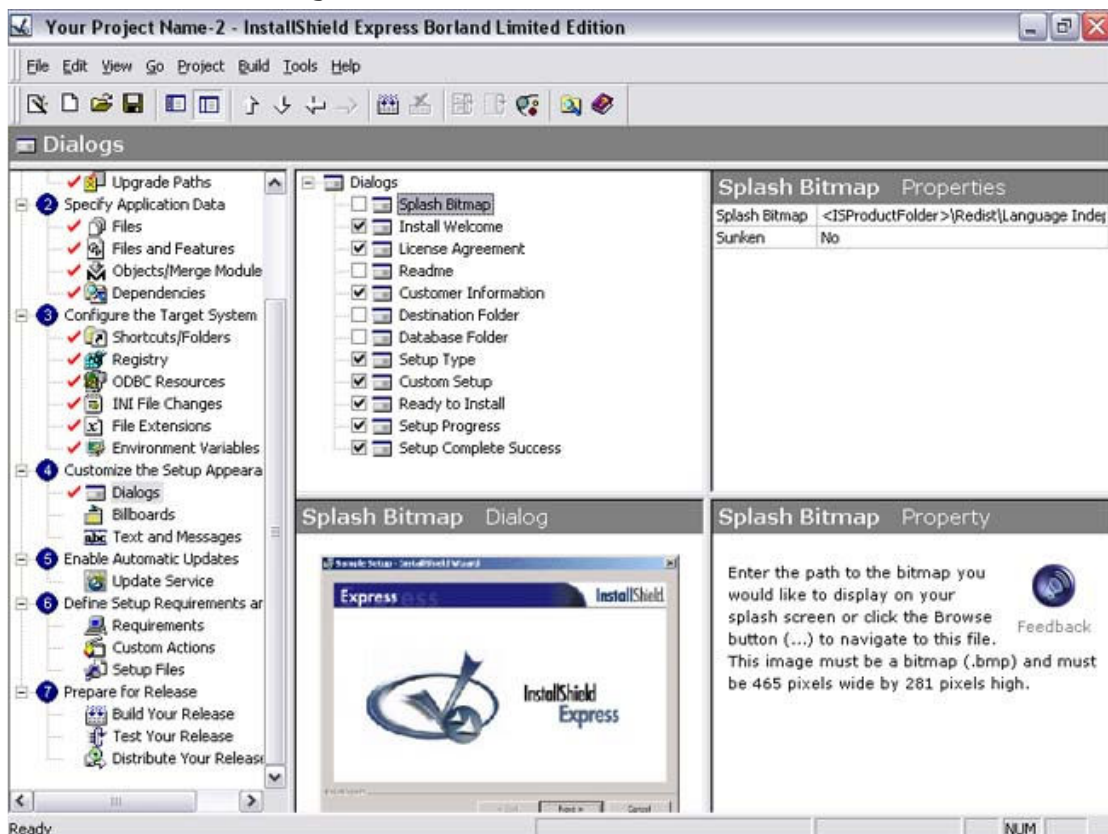 Your Project Name-2 - InstallShield Express Borland Limited Edition
File Edit View Go Project Build Tools Help
Dialogs
Upgrade Paths
2 Specify Application Data
Files
Files and Features
Objects/Merge Module
Dependencies
3 Configure the Target System
Shortcuts/Folders
Registry
ODBC Resources
INI File Changes
File Extensions
Environment Variables
4 Customize the Setup Appeara
Dialogs
Billboards
Text and Messages
5 Enable Automatic Updates
Update Service
6 Define Setup Requirements ar
Requirements
Custom Actions
Setup Files
7 Prepare for Release
Build Your Release
Test Your Release
Distribute Your Release
Dialogs
Splash Bitmap
Install Welcome
License Agreement
Readme
Customer Information
Destination Folder
Database Folder
Setup Type
Custom Setup
Ready to Install
Setup Progress
Setup Complete Success
Splash Bitmap Properties
Splash Bitmap <ISProductFolder>\Redist\Language Indep
Sunken No
Splash Bitmap Dialog
Sample Setup - InstallShield Wizard
Express InstallShield
InstallShield
Express
Next > Cancel
Splash Bitmap Property
Enter the path to the bitmap you
would like to display on your
splash screen or click the Browse
button (...) to navigate to this file.
This image must be a bitmap (.bmp) and must
be 465 pixels wide by 281 pixels high.
Feedback
Ready
NUM